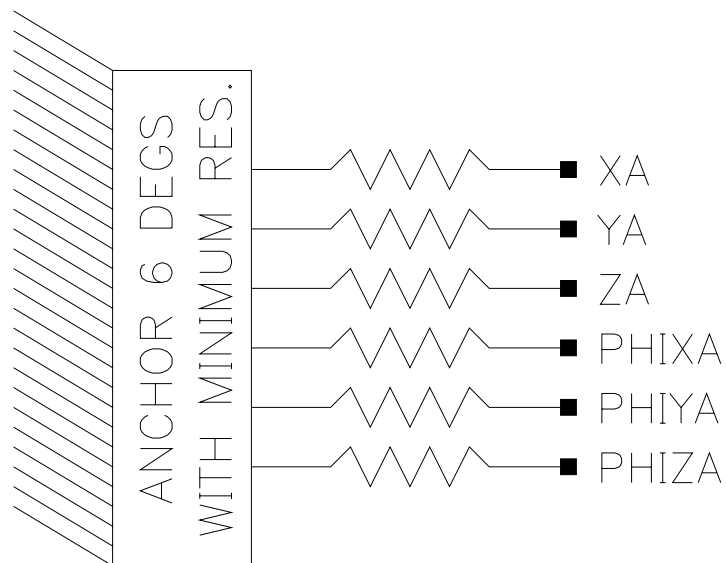 ANCHOR 6 DEGS
WITH MINIMUM RES.
XA
YA
ZA
PHIXA
PHIYA
PHIZA